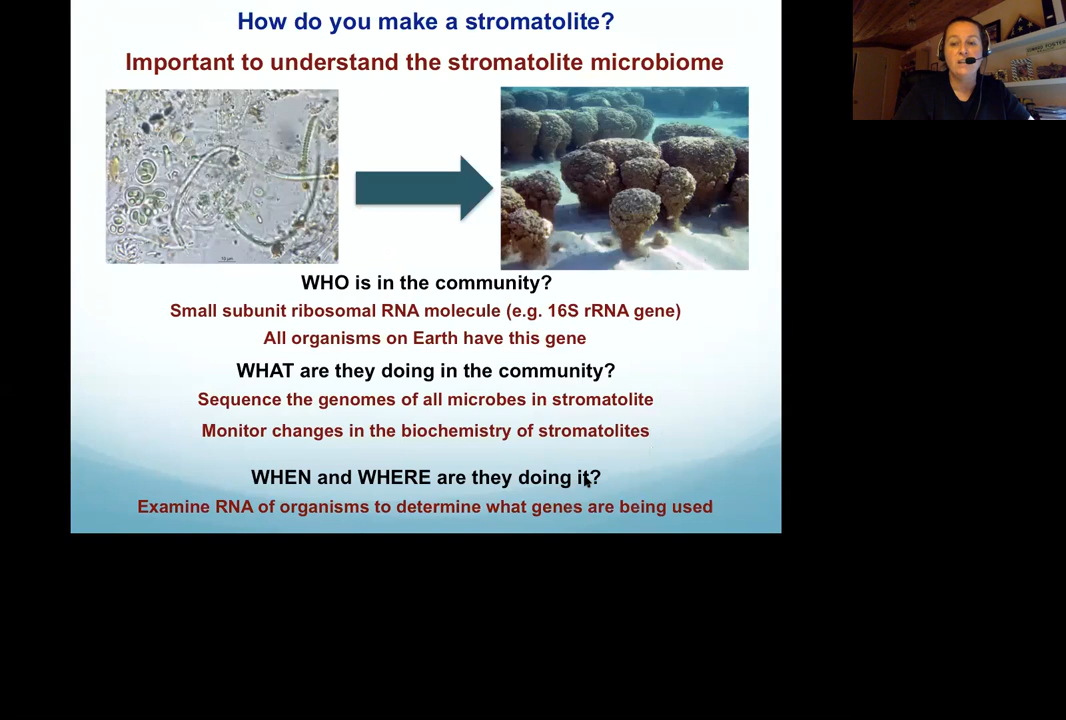 How do you make a stromatolite?
Important to understand the stromatolite microbiome
WHO is in the community?
Small subunit ribosomal RNA molecule (e.g. 16S rRNA gene)
All organisms on Earth have this gene
WHAT are they doing in the community?
Sequence the genomes of all microbes in stromatolite
Monitor changes in the biochemistry of stromatolites
WHEN and WHERE are they doing it?
Examine RNA of organisms to determine what genes are being used